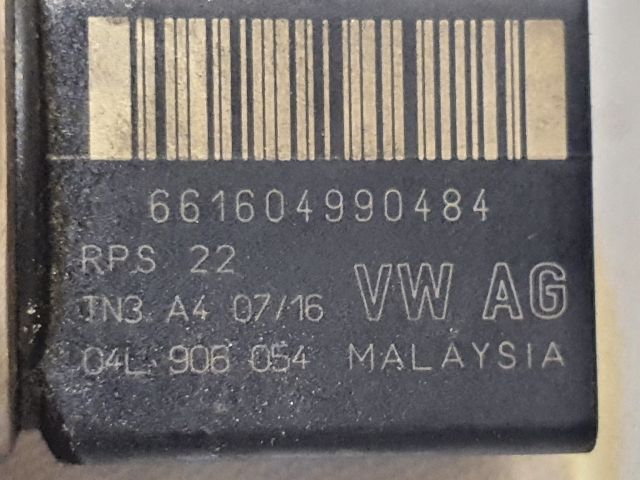 661604990484
RPS 22
TN3 A4 07/16 VW AG
04L 906 054 MALAYSIA